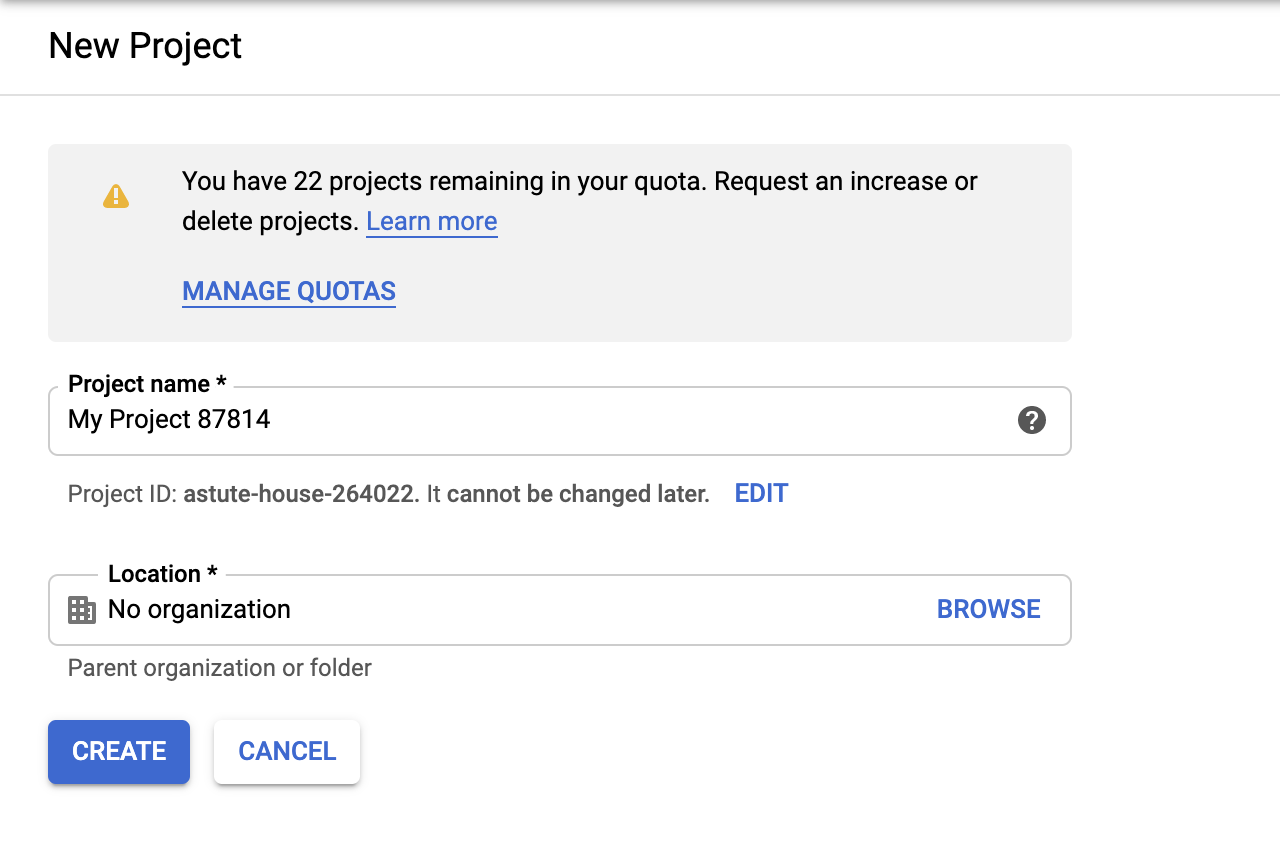 New Project
You have 22 projects remaining in your quota. Request an increase or
delete projects. Learn more
MANAGE QUOTAS
Project name *
My Project 87814
Project ID: astute-house-264022. It cannot be changed later. EDIT
Location *
No organization BROWSE
Parent organization or folder
CREATE CANCEL